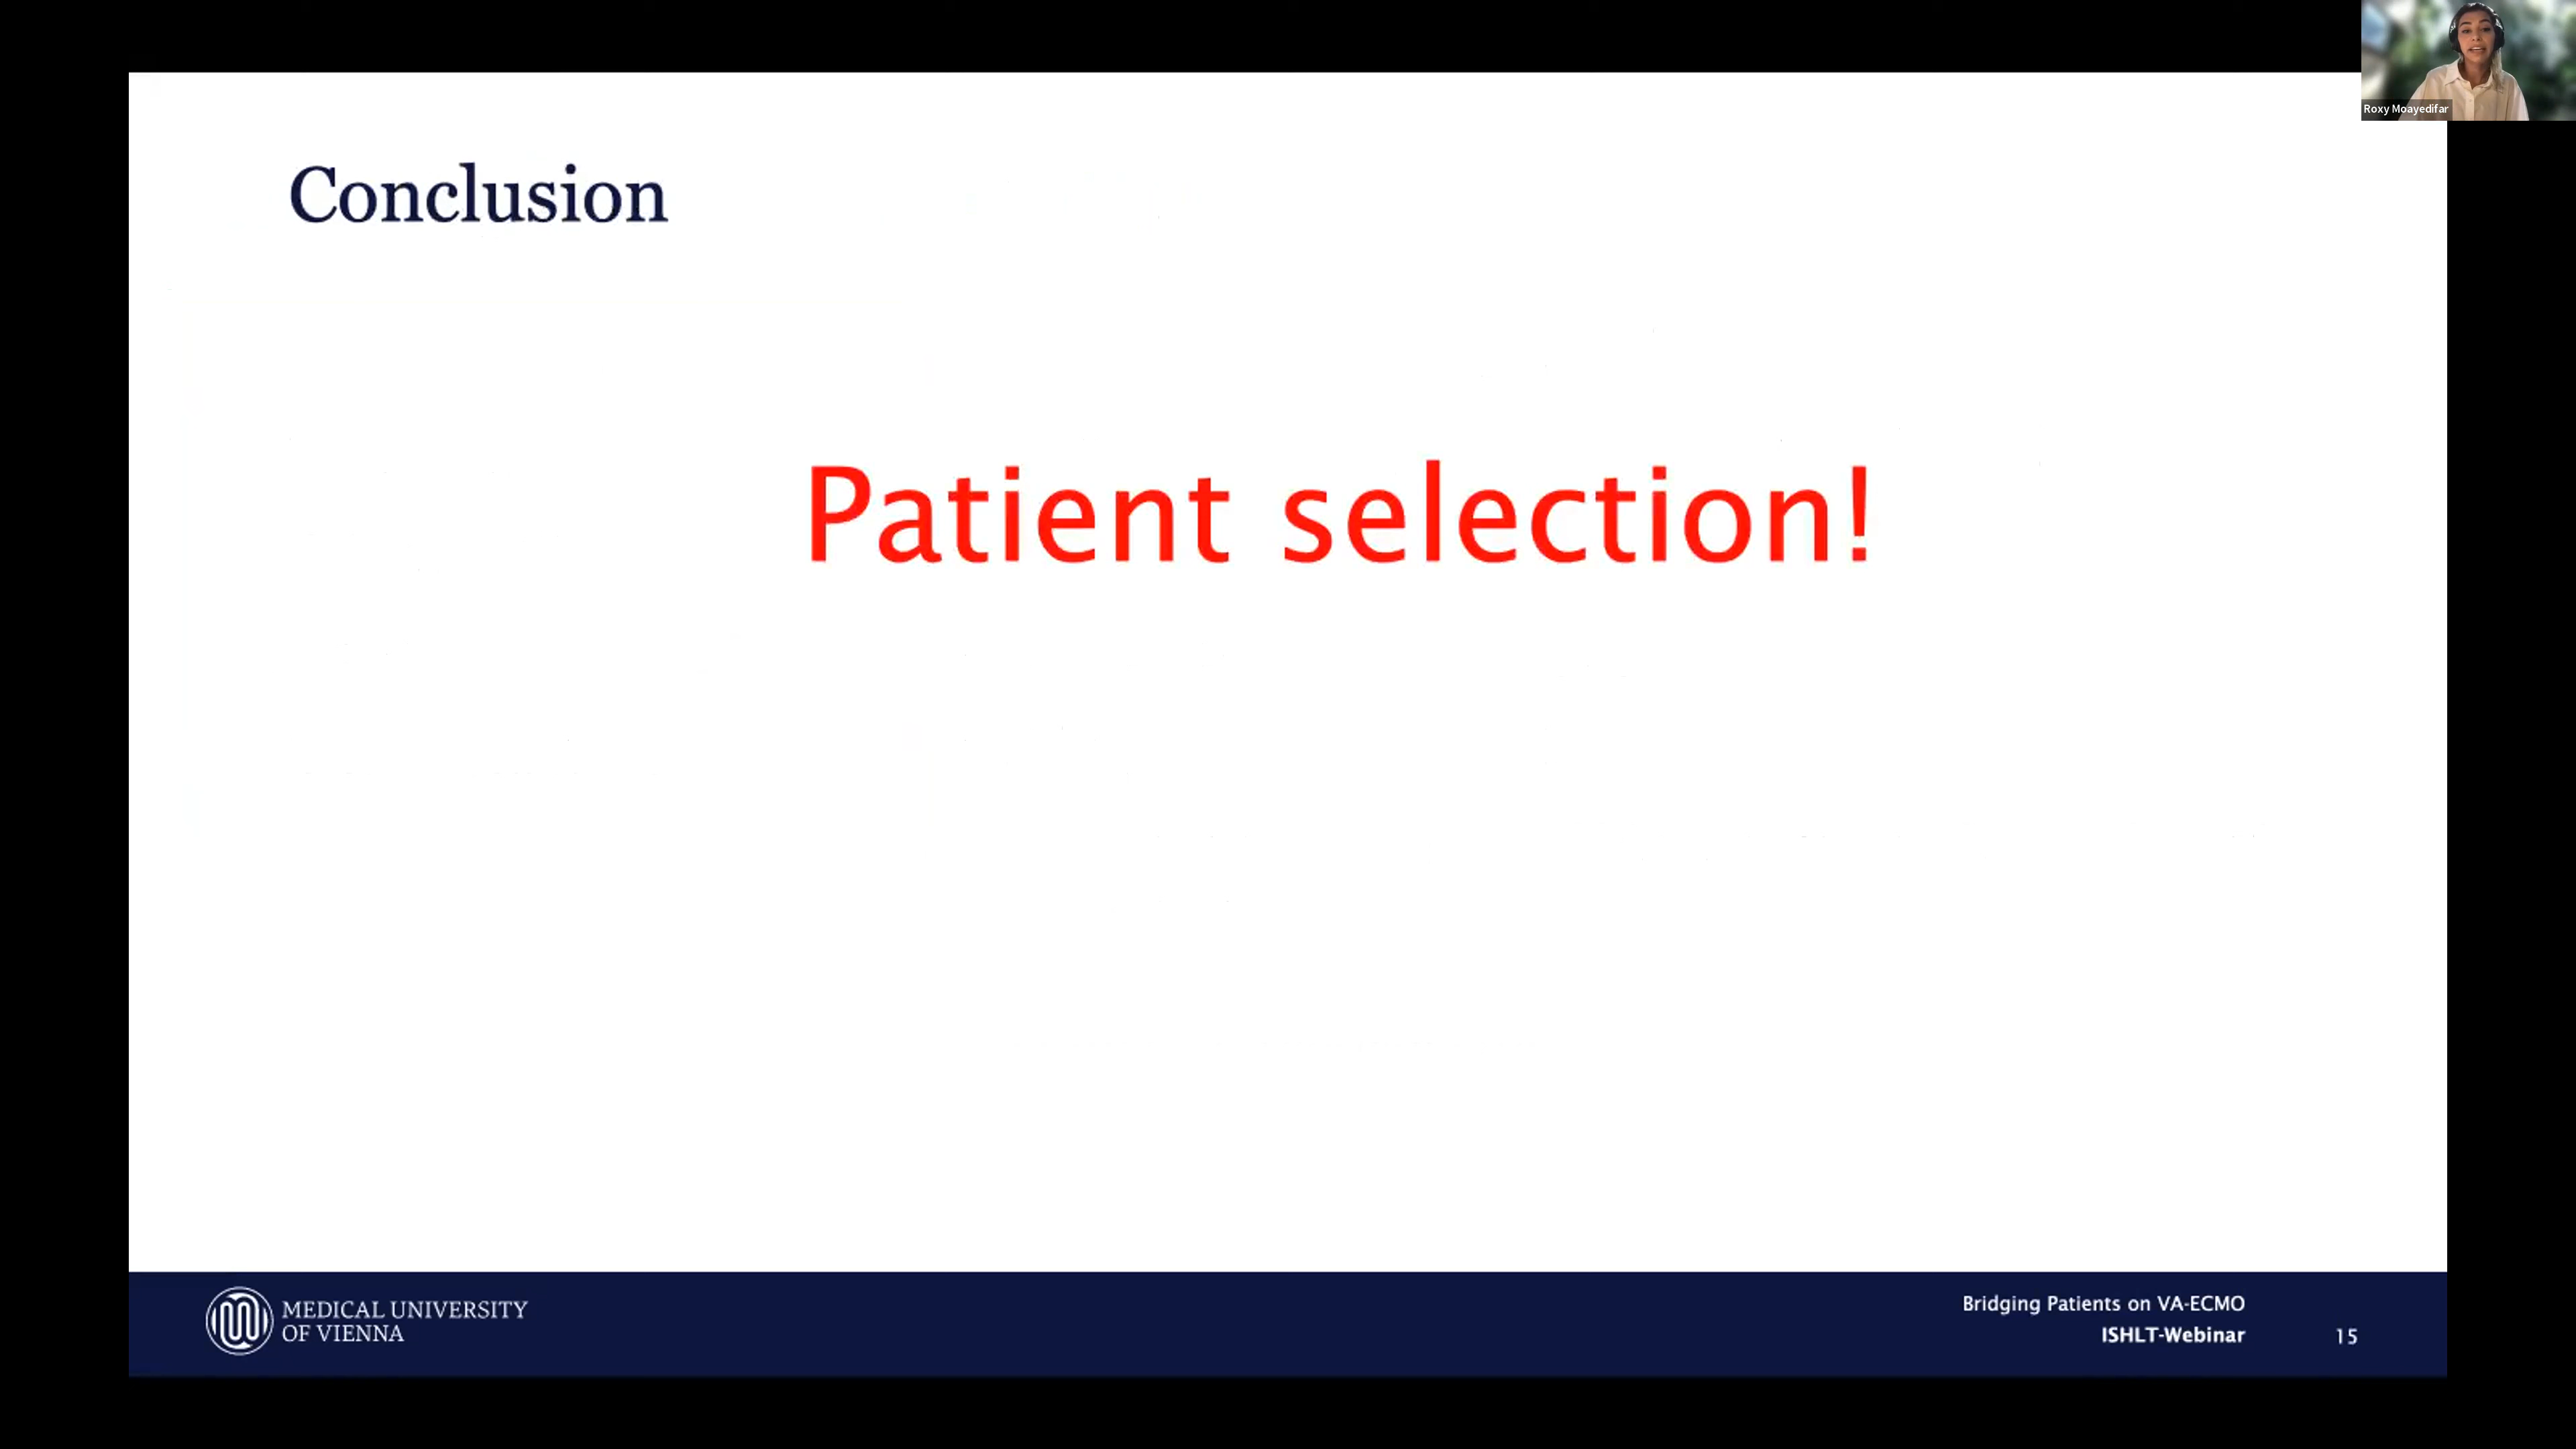 Roxy Moayedifar
Conclusion
Patient selection!
MEDICAL UNIVERSITY
OF VIENNA
Bridging Patients on VA-ECMO
ISHLT-Webinar
15